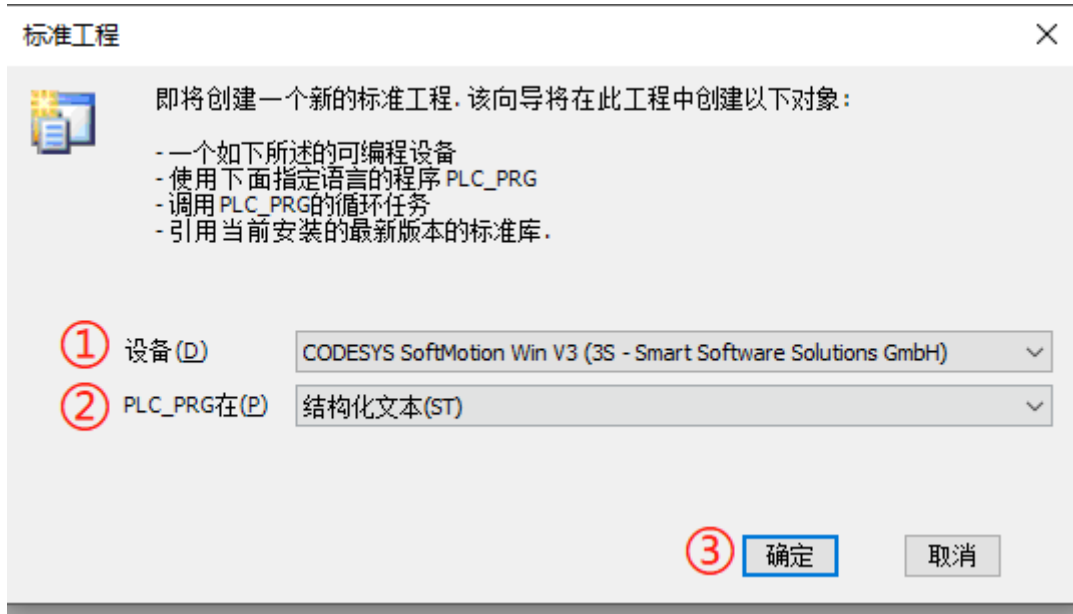 标准工程
即将创建一个新的标准工程.该向导将在此工程中创建以下对象:
-一个如下所述的可编程设备
-使用下面指定语言的程序 PLC_PRG
-调用PLC_PRG的循环任务
-引用当前安装的最新版本的标准库.
① 设备(D) CODESYS SoftMotion Win V3 (3S - Smart Software Solutions GmbH)
② PLC_PRG在(P) 结构化文本(ST)
③ 确定 取消